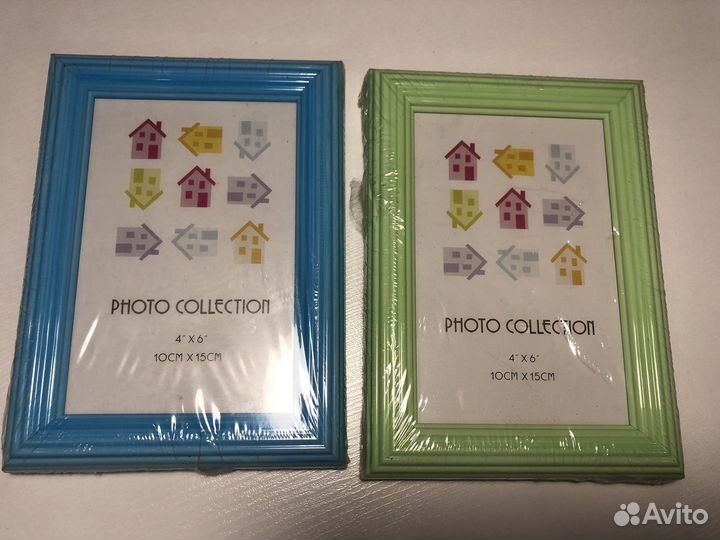 PHOTO COLLECTION
4" X 6"
10CM X 15CM
PHOTO COLLECTION
4" X 6"
10CM X 15CM
Avito